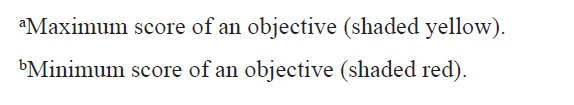 ᵃMaximum score of an objective (shaded yellow).
ᵇMinimum score of an objective (shaded red).